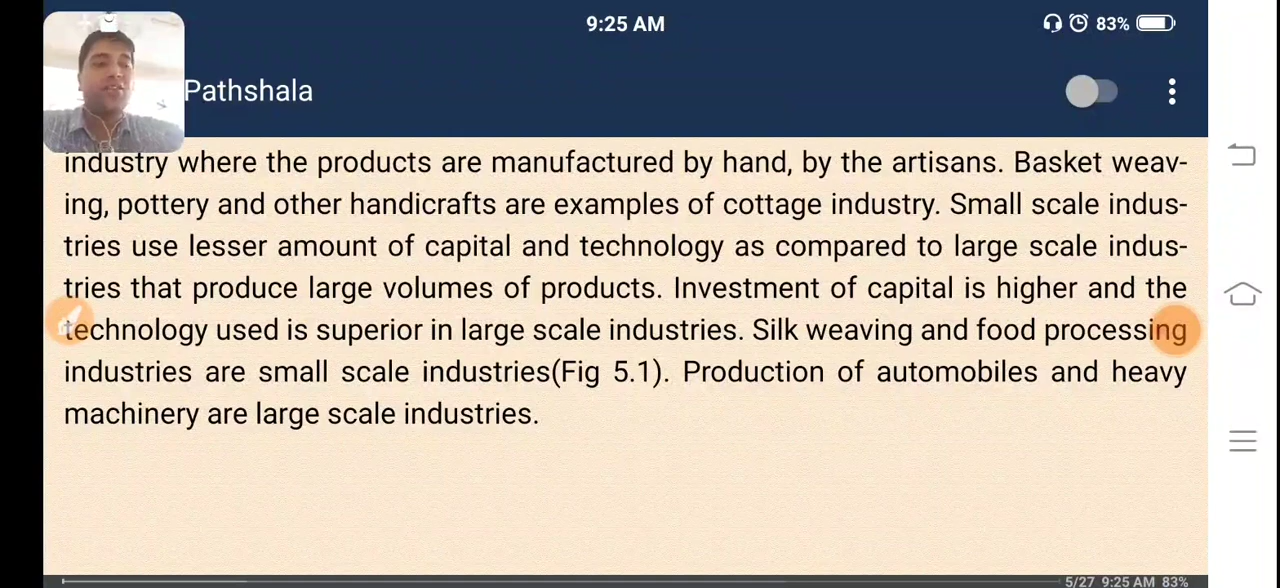 9:25 AM
83%
Pathshala
industry where the products are manufactured by hand, by the artisans. Basket weav-
ing, pottery and other handicrafts are examples of cottage industry. Small scale indus-
tries use lesser amount of capital and technology as compared to large scale indus-
tries that produce large volumes of products. Investment of capital is higher and the
technology used is superior in large scale industries. Silk weaving and food processing
industries are small scale industries(Fig 5.1). Production of automobiles and heavy
machinery are large scale industries.
5/27 9:25 AM 83%